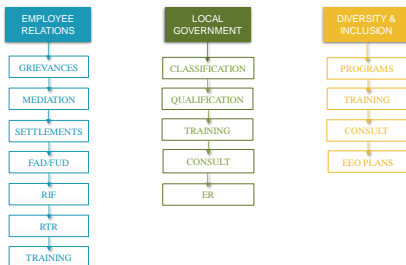 EMPLOYEE
RELATIONS
GRIEVANCES
MEDIATION
SETTLEMENTS
FAD/FUD
RIF
RTR
TRAINING
LOCAL
GOVERNMENT
CLASSIFICATION
QUALIFICATION
TRAINING
CONSULT
ER
DIVERSITY &
INCLUSION
PROGRAMS
TRAINING
CONSULT
EEO PLANS